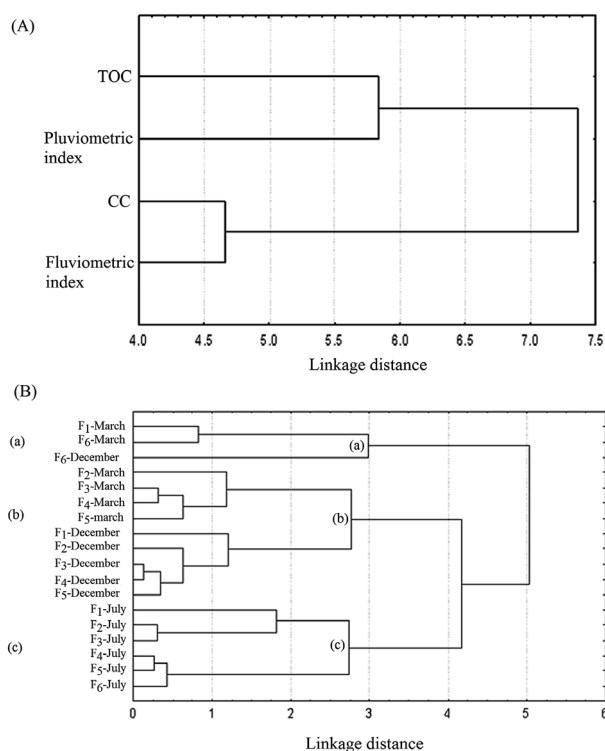 (A)
TOC
Pluviometric
index
CC
Fluviometric
index
4.0 4.5 5.0 5.5 6.0 6.5 7.0 7.5
Linkage distance
(B)
F1-March
(a) F6-March (a)
F6-December
F2-March
F3-March
F4-March
(b) F5-march (b)
F1-December
F2-December
F3-December
F4-December
F5-December
F1-July
F2-July
(c) F3-July (c)
F4-July
F5-July
F6-July
0 1 2 3 4 5 6
Linkage distance